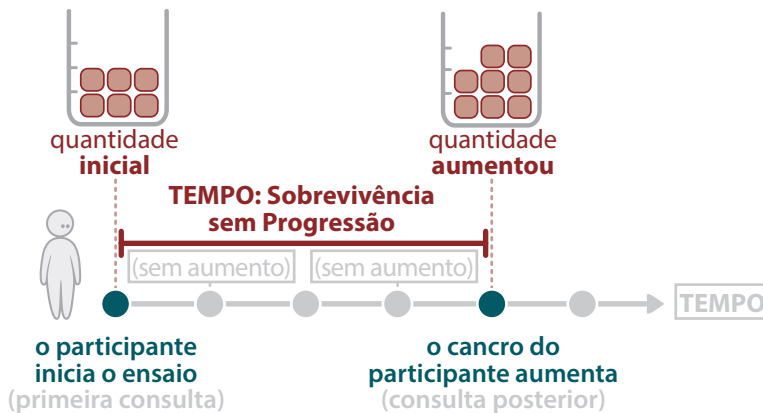 quantidade
inicial
quantidade
aumentou
TEMPO: Sobrevivência
sem Progressão
(sem aumento)
(sem aumento)
TEMPO
o participante
inicia o ensaio
(primeira consulta)
o cancro do
participante aumenta
(consulta posterior)